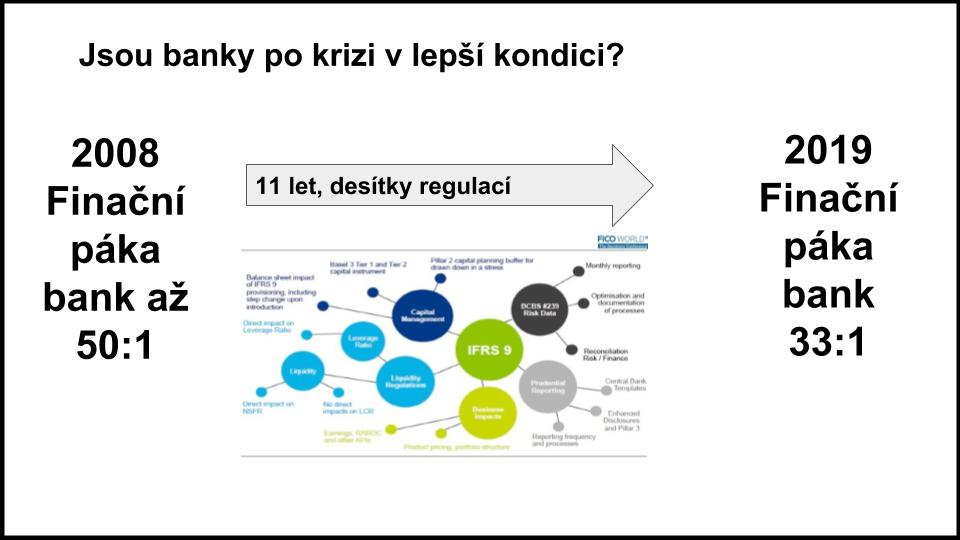 Jsou banky po krizi v lepší kondici?
2008
Finační
páka
bank až
50:1
11 let, desítky regulací
2019
Finační
páka
bank
33:1
FICO WORLD
Balance sheet impact
of IFRS 9
provisioning, including
step change upon
introduction
Basel 3 Tier 1 and Tier 2
capital instrument
Pillar 2 capital planning buffer for
drawn down in a stress
Monthly reporting
Capital
Management
BCBS #239
Risk Data
Optimisation and
documentation
of processes
Direct impact on
Leverage Ratio
Leverage
Ratio
IFRS 9
Reconciliation
Risk / Finance
Liquidity
Liquidity
Regulations
Prudential
Reporting
Central Bank
Templates
Direct impact on
NSFR
No direct
impacts on LCR
Business
impacts
Enhanced
Disclosures
and Pillar 3
Earnings, RAROC
and other KPIs
Product pricing, portfolio structure
Reporting frequency
and processes